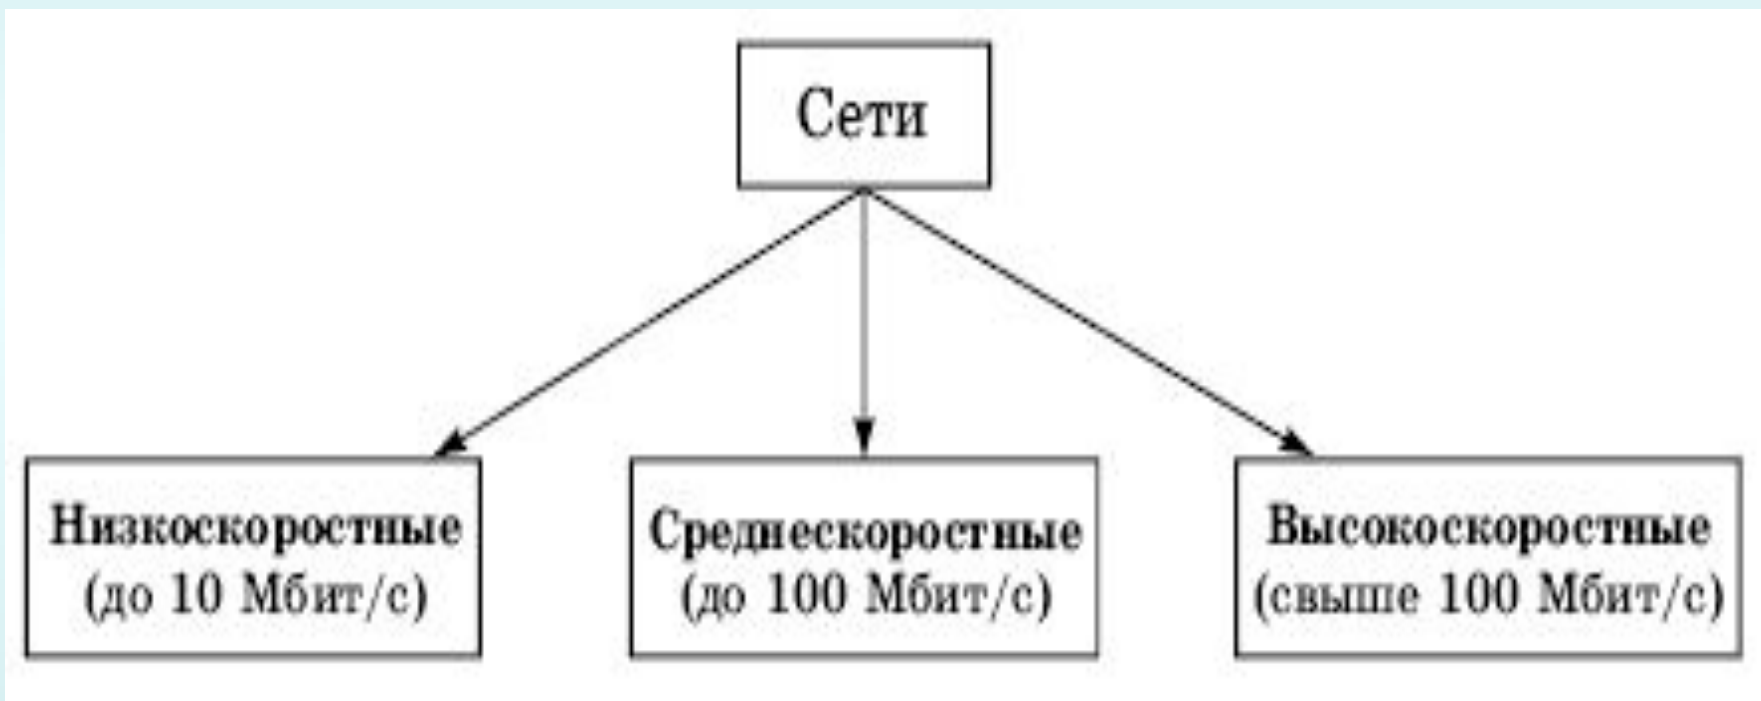 Сети
Низкоскоростные
(до 10 Мбит/с)
Среднескоростные
(до 100 Мбит/с)
Высокоскоростные
(свыше 100 Мбит/с)